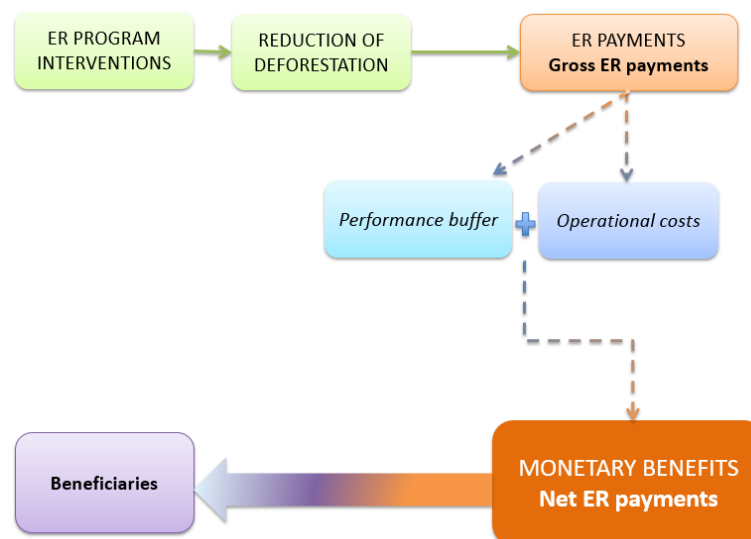 ER PROGRAM
INTERVENTIONS
REDUCTION OF
DEFORESTATION
ER PAYMENTS
Gross ER payments
Performance buffer
Operational costs
MONETARY BENEFITS
Net ER payments
Beneficiaries